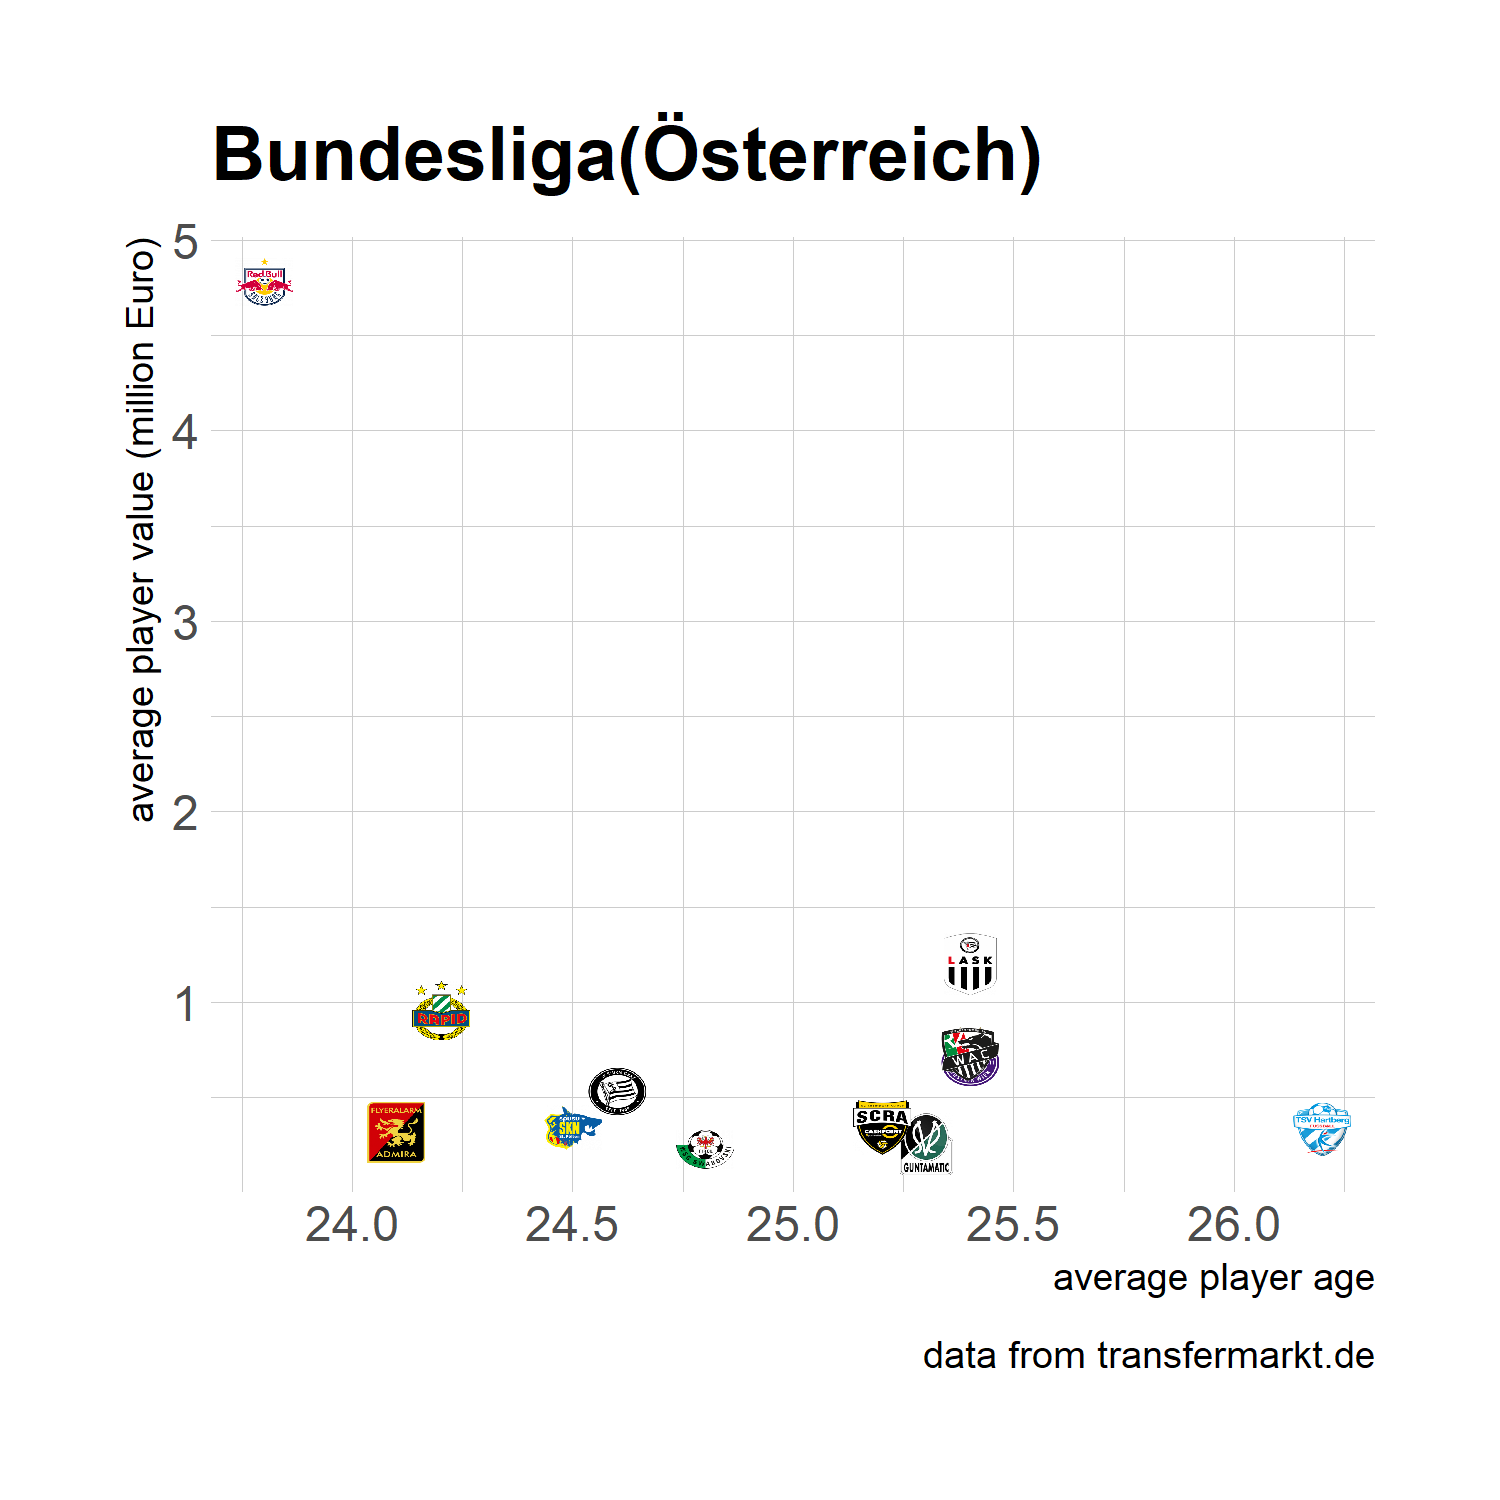 Bundesliga(Österreich)
average player value (million Euro)
5
4
3
2
1
Red Bull
RAPID
FLYERALARM
ADMIRA
SKN
LASK
WAC
SCRA
CASHPOINT
SVR
GUNTAMATIC
TSV Hartberg
24.0
24.5
25.0
25.5
26.0
average player age
data from transfermarkt.de